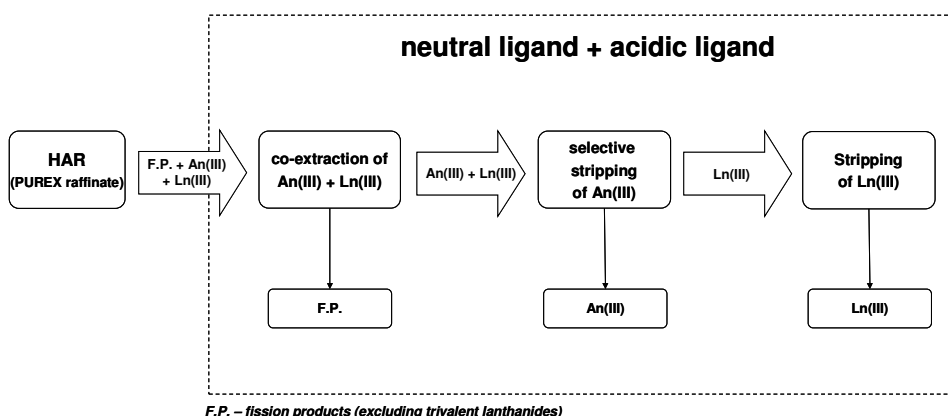 neutral ligand + acidic ligand
HAR
(PUREX raffinate)
F.P. + An(III)
+ Ln(III)
co-extraction of
An(III) + Ln(III)
An(III) + Ln(III)
selective
stripping
of An(III)
Ln(III)
Stripping
of Ln(III)
F.P.
An(III)
Ln(III)
F.P. – fission products (excluding trivalent lanthanides)